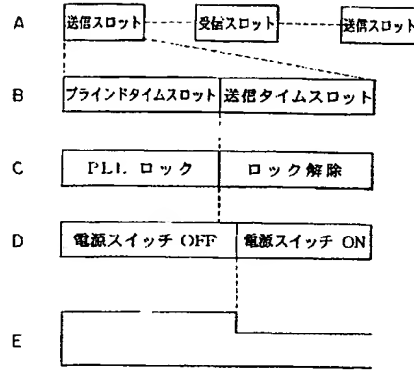 A 送信スロット 受信スロット 送信スロット
B ブラインドタイムスロット 送信タイムスロット
C PLL ロック ロック解除
D 電源スイッチ OFF 電源スイッチ ON
E